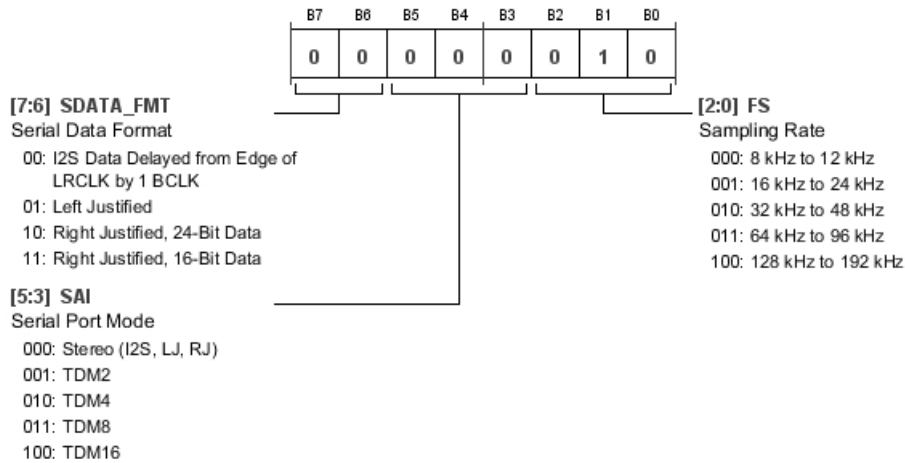 B7 B6 B5 B4 B3 B2 B1 B0
0 0 0 0 0 0 1 0
[7:6] SDATA_FMT
Serial Data Format
00: I2S Data Delayed from Edge of
LRCLK by 1 BCLK
01: Left Justified
10: Right Justified, 24-Bit Data
11: Right Justified, 16-Bit Data
[5:3] SAI
Serial Port Mode
000: Stereo (I2S, LJ, RJ)
001: TDM2
010: TDM4
011: TDM8
100: TDM16
[2:0] FS
Sampling Rate
000: 8 kHz to 12 kHz
001: 16 kHz to 24 kHz
010: 32 kHz to 48 kHz
011: 64 kHz to 96 kHz
100: 128 kHz to 192 kHz